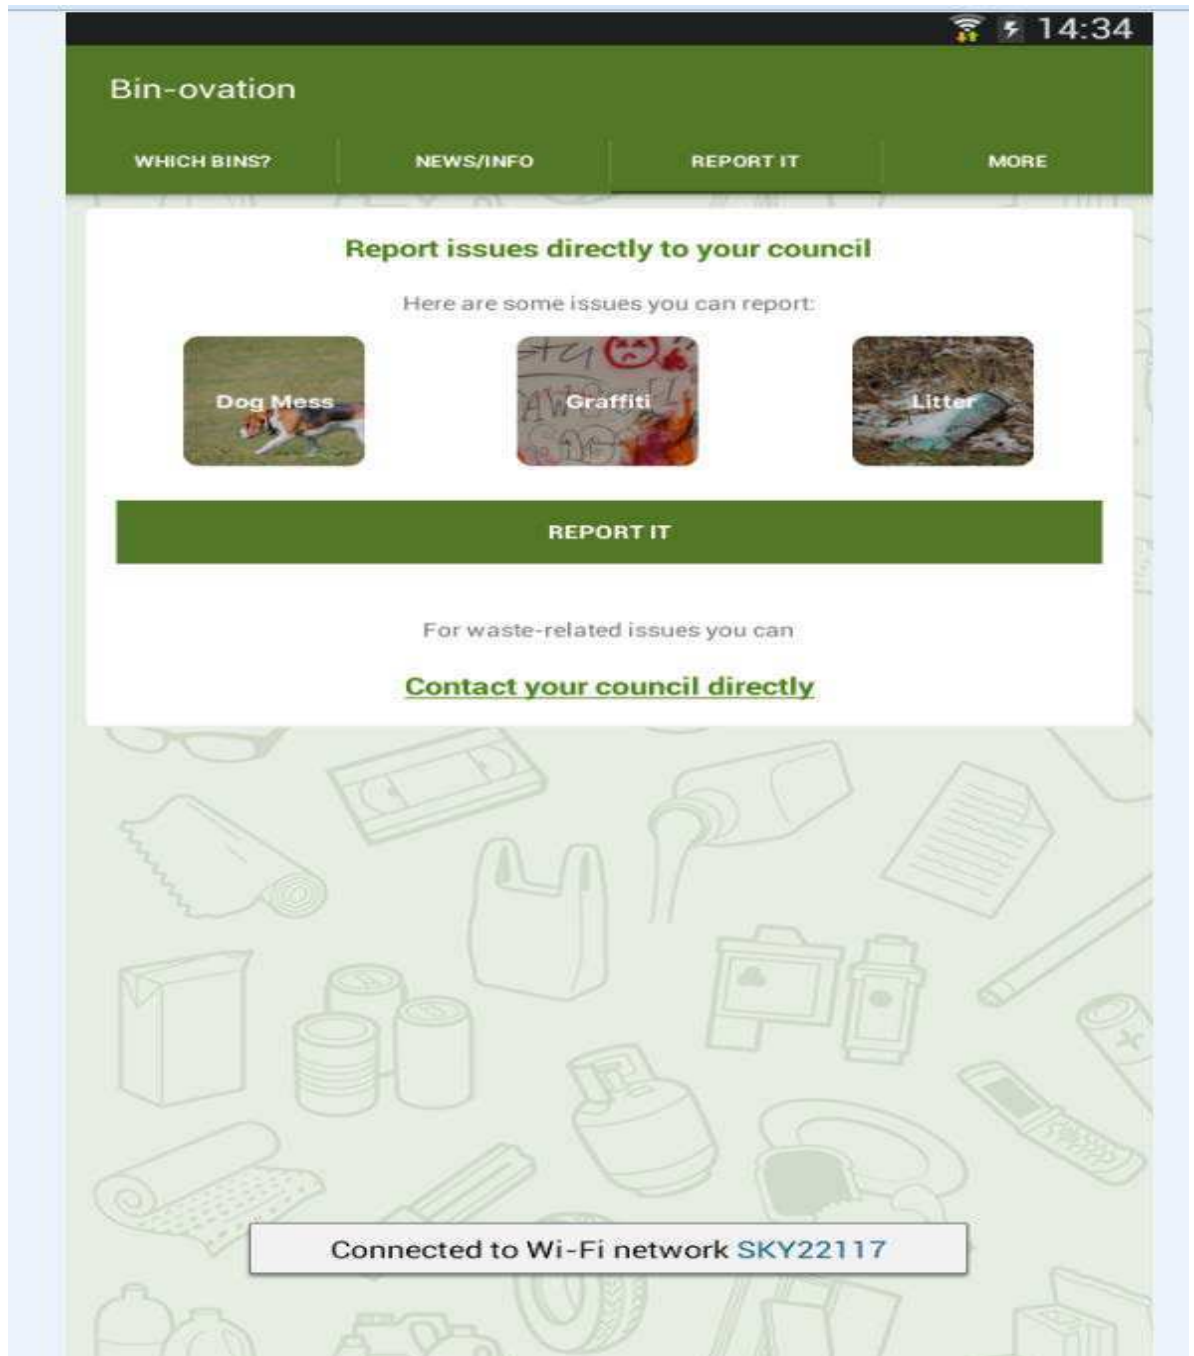 14:34
Bin-ovation
WHICH BINS? NEWS/INFO REPORT IT MORE
Report issues directly to your council
Here are some issues you can report:
Dog Mess Graffiti Litter
REPORT IT
For waste-related issues you can
Contact your council directly
Connected to Wi-Fi network SKY22117